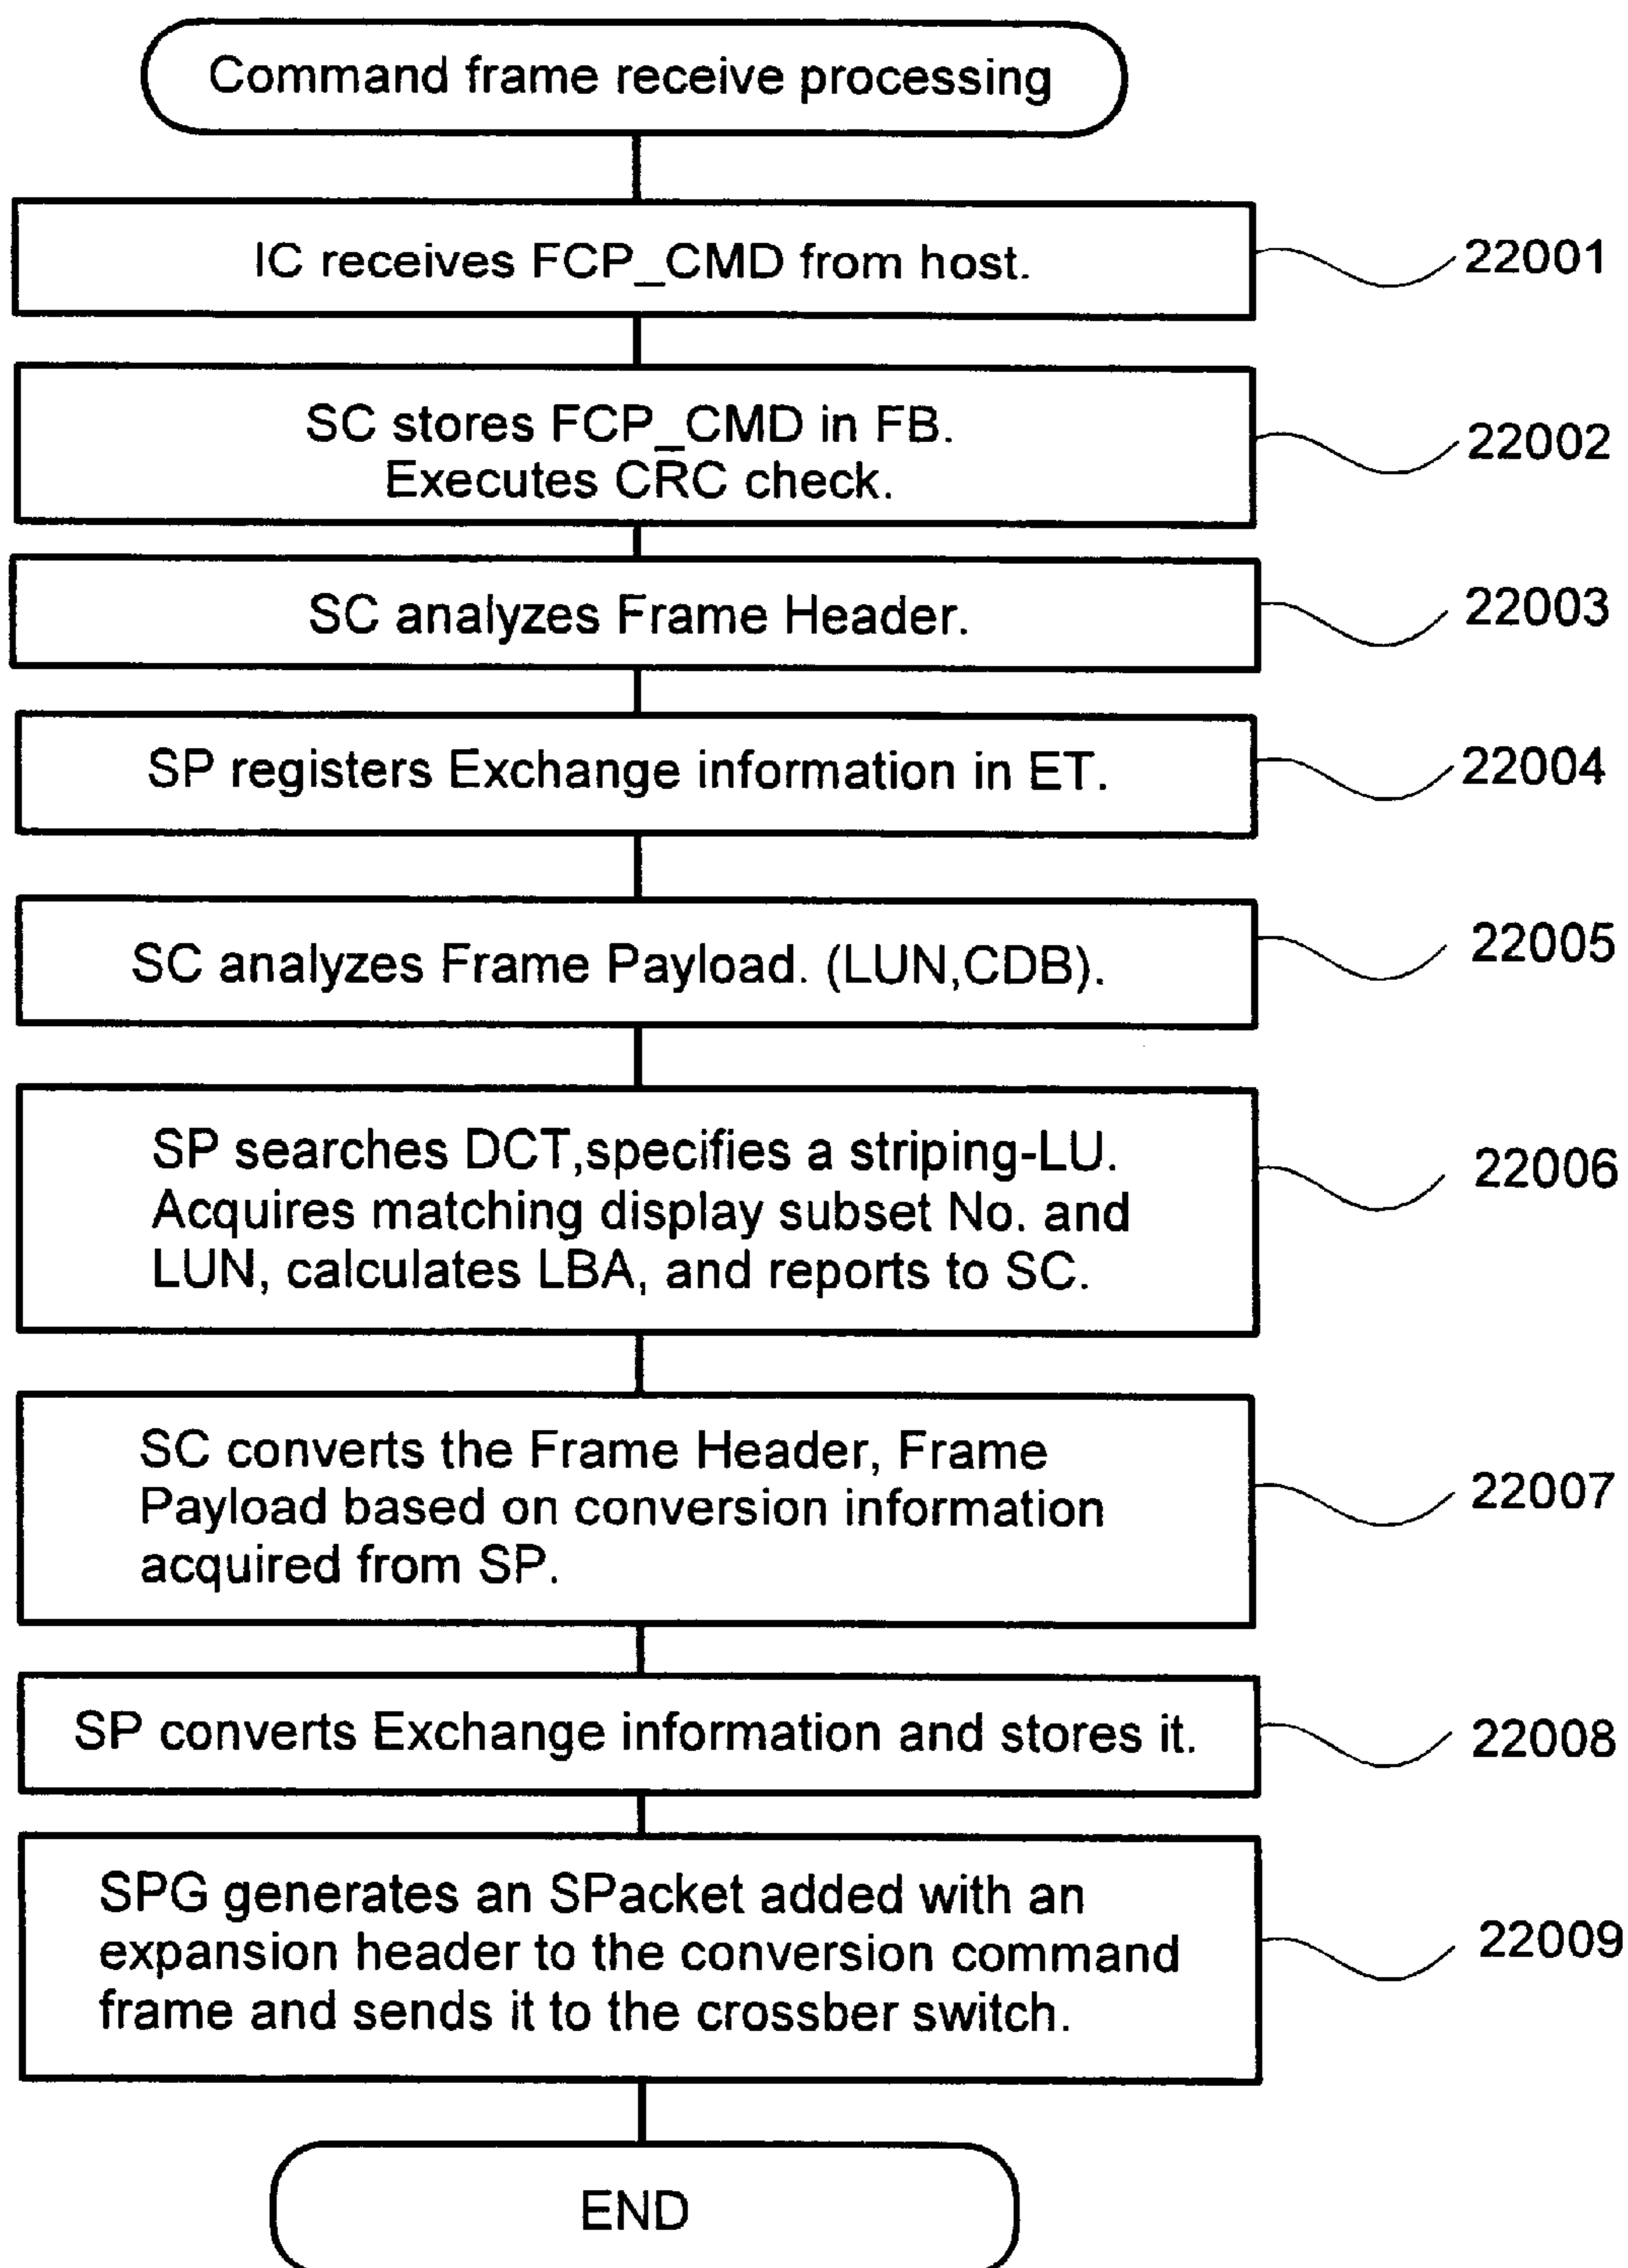 Command frame receive processing
IC receives FCP_CMD from host.
22001
SC stores FCP_CMD in FB.
Executes CRC check.
22002
SC analyzes Frame Header.
22003
SP registers Exchange information in ET.
22004
SC analyzes Frame Payload. (LUN,CDB).
22005
SP searches DCT,specifies a striping-LU.
Acquires matching display subset No. and
LUN, calculates LBA, and reports to SC.
22006
SC converts the Frame Header, Frame
Payload based on conversion information
acquired from SP.
22007
SP converts Exchange information and stores it.
22008
SPG generates an SPacket added with an
expansion header to the conversion command
frame and sends it to the crossber switch.
22009
END